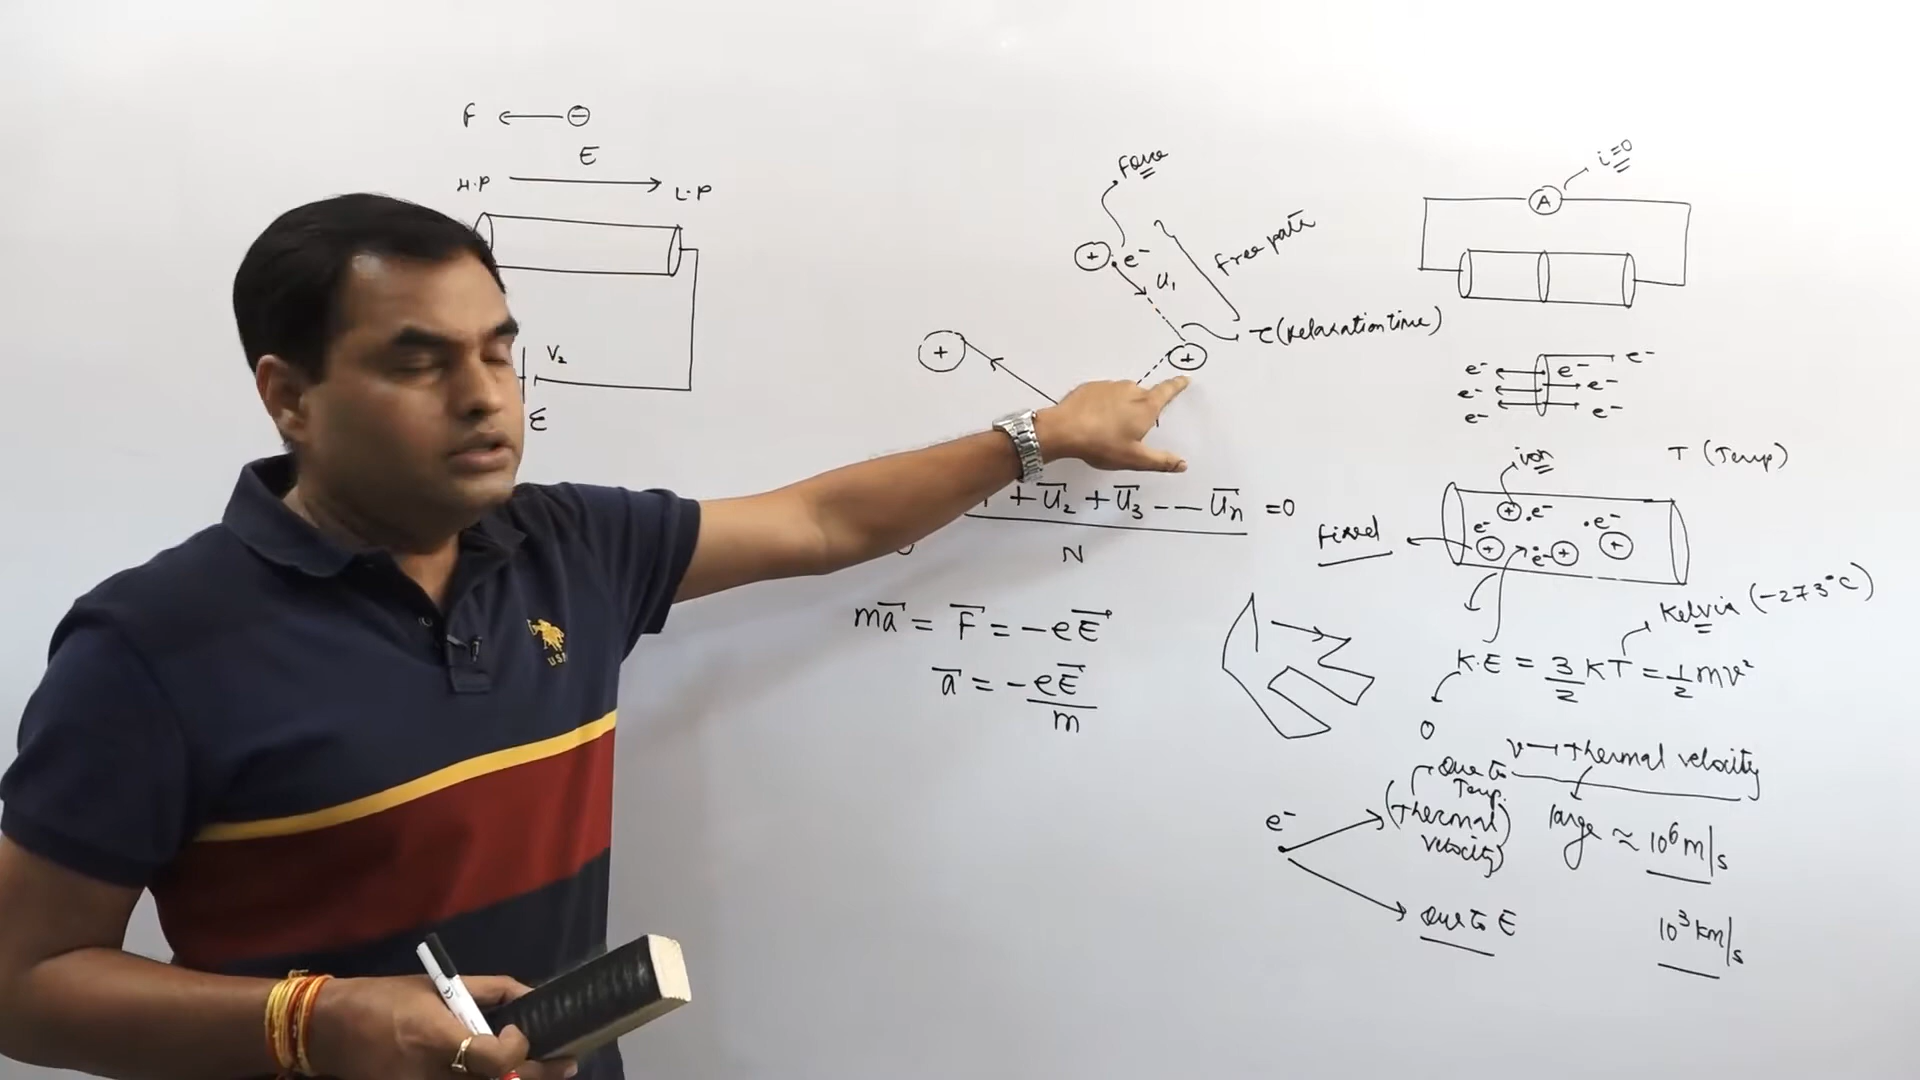 F ⊖
E
H.P L.P
V₂
ε
Force
+ . e⁻
u₁
free path
τ (Relaxation time)
+
+
+ u̅₂ + u̅₃ -- u̅n = 0
N
ma⃗ = F⃗ = -eE⃗
a⃗ = -eE⃗
m
i=0
A
e⁻ e⁻ e⁻
e⁻ e⁻
e⁻ e⁻
ion
T (Temp)
+ . e⁻ . e⁻
e⁻
+ e⁻ + +
fixed
Kelvin (-273°C)
K.E = 3/2 KT = 1/2 mv²
0
v → Thermal velocity
Due to
Temp.
e⁻
(Thermal
velocity)
large ≈ 10⁶ m/s
Due to E
10³ km/s
USA